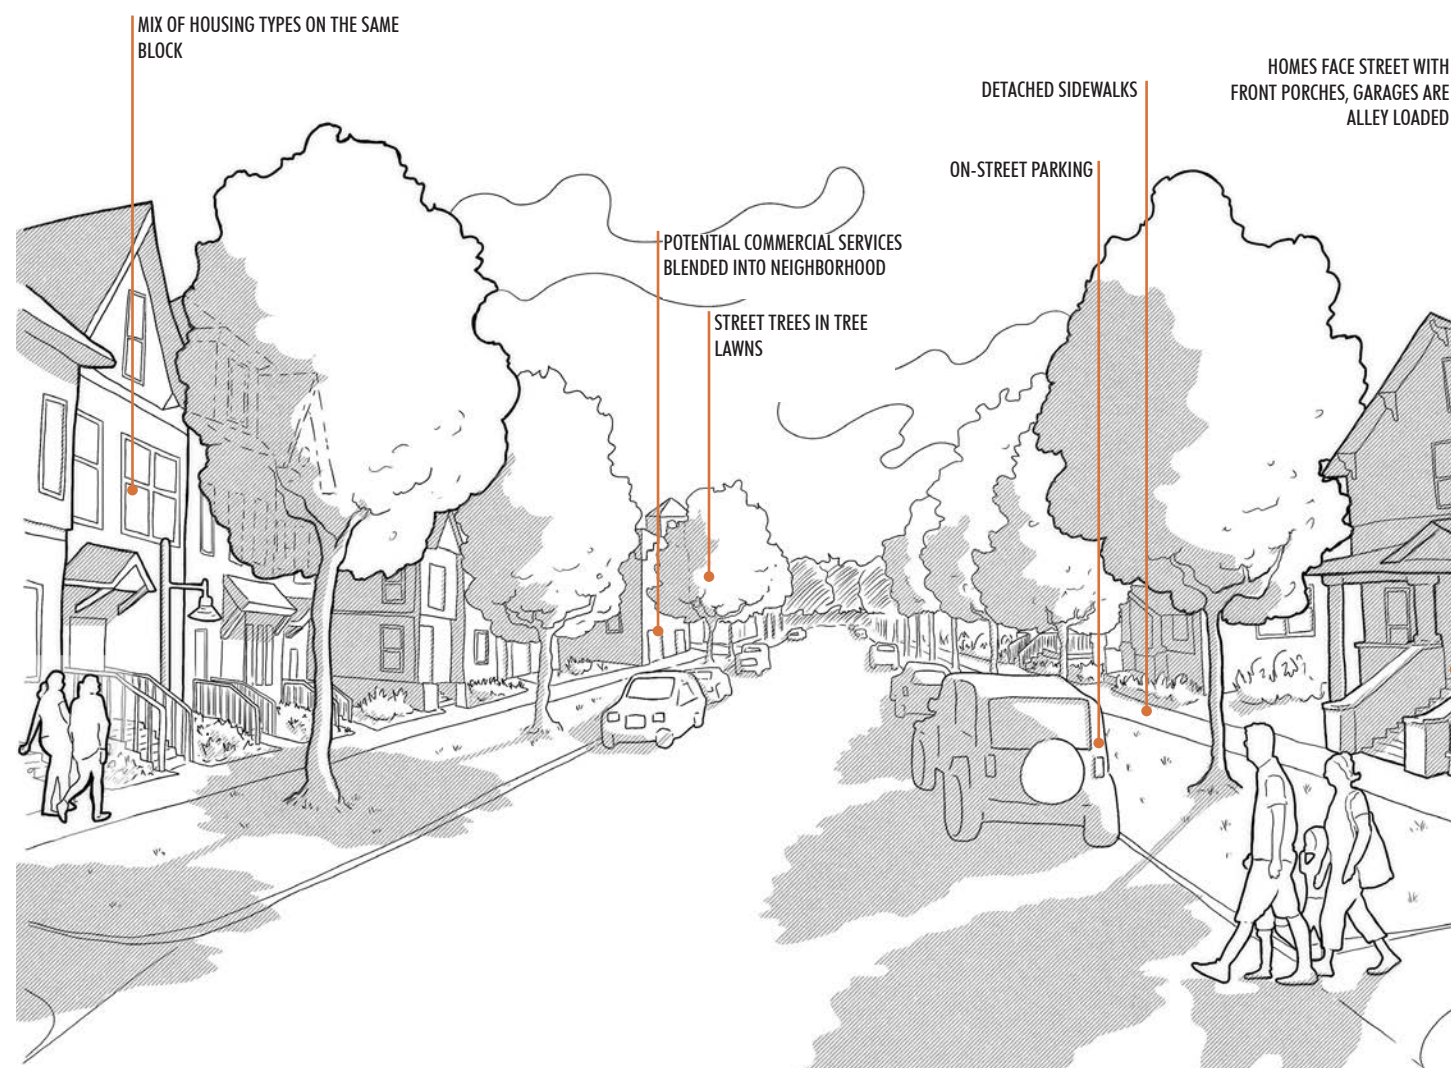 MIX OF HOUSING TYPES ON THE SAME
BLOCK
HOMES FACE STREET WITH
FRONT PORCHES, GARAGES ARE
ALLEY LOADED
DETACHED SIDEWALKS
ON-STREET PARKING
POTENTIAL COMMERCIAL SERVICES
BLENDED INTO NEIGHBORHOOD
STREET TREES IN TREE
LAWNS